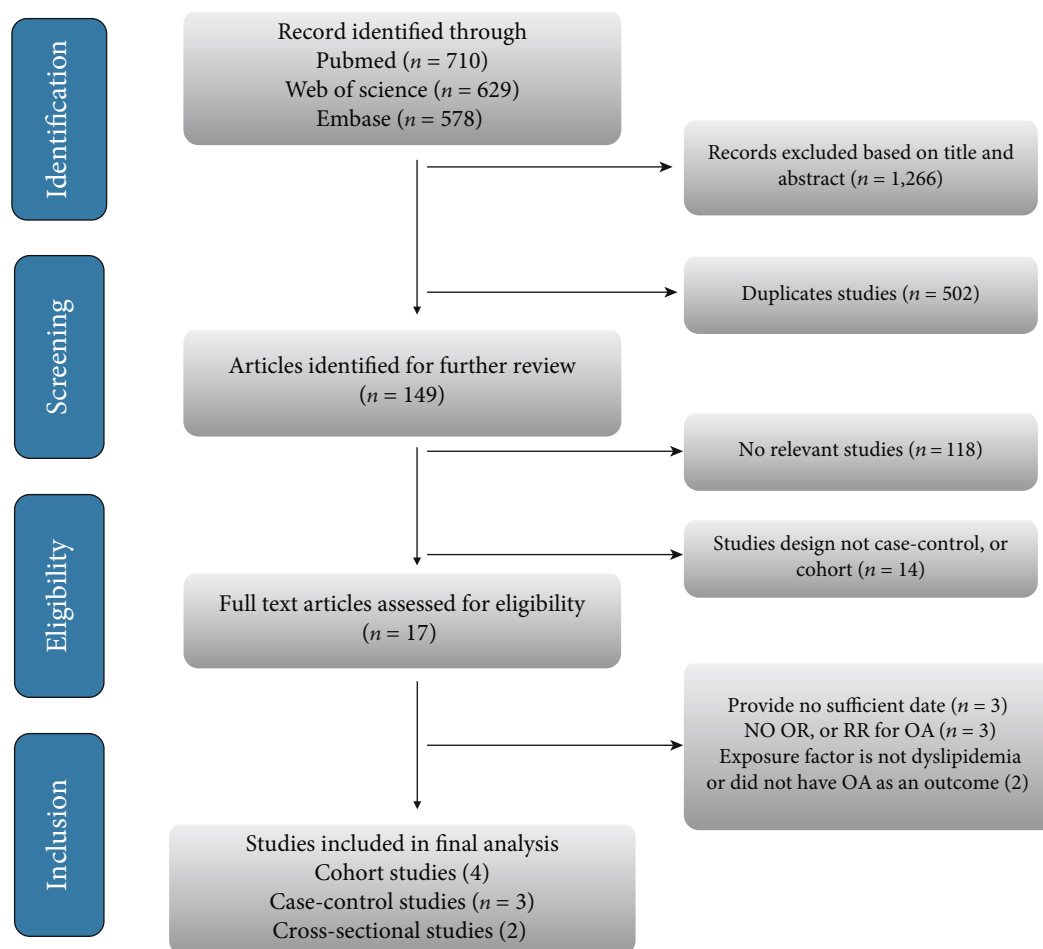 Identification
Record identified through
Pubmed (n = 710)
Web of science (n = 629)
Embase (n = 578)
Records excluded based on title and
abstract (n = 1,266)
Screening
Duplicates studies (n = 502)
Articles identified for further review
(n = 149)
No relevant studies (n = 118)
Eligibility
Studies design not case-control, or
cohort (n = 14)
Full text articles assessed for eligibility
(n = 17)
Provide no sufficient date (n = 3)
NO OR, or RR for OA (n = 3)
Exposure factor is not dyslipidemia
or did not have OA as an outcome (2)
Inclusion
Studies included in final analysis
Cohort studies (4)
Case-control studies (n = 3)
Cross-sectional studies (2)